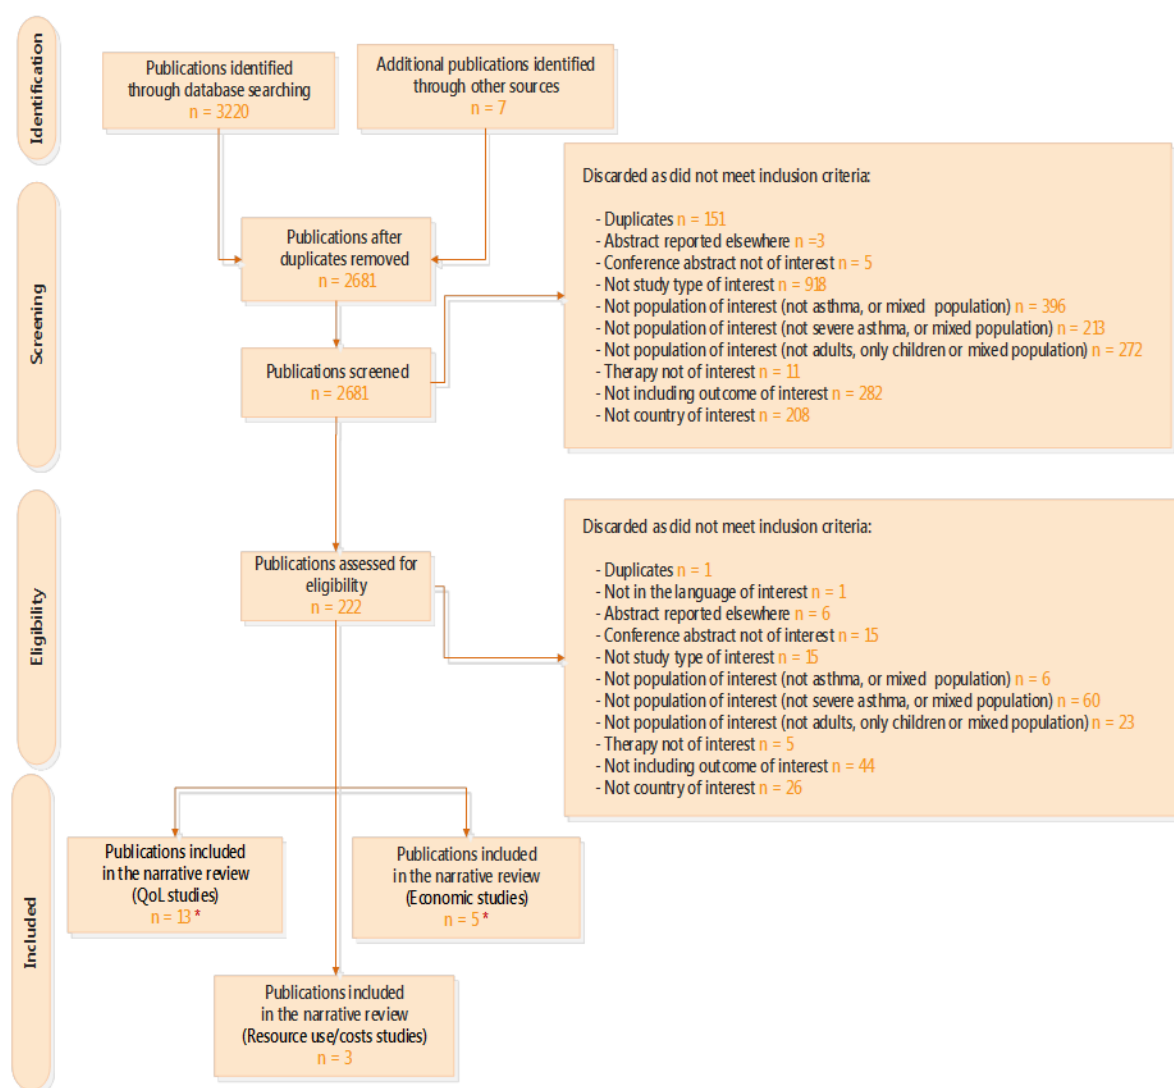 Identification
Publications identified
through database searching
n = 3220
Additional publications identified
through other sources
n = 7
Screening
Publications after
duplicates removed
n = 2681
Publications screened
n = 2681
Discarded as did not meet inclusion criteria:
- Duplicates n = 151
- Abstract reported elsewhere n =3
- Conference abstract not of interest n = 5
- Not study type of interest n = 918
- Not population of interest (not asthma, or mixed population) n = 396
- Not population of interest (not severe asthma, or mixed population) n = 213
- Not population of interest (not adults, only children or mixed population) n = 272
- Therapy not of interest n = 11
- Not including outcome of interest n = 282
- Not country of interest n = 208
Eligibility
Publications assessed for
eligibility
n = 222
Discarded as did not meet inclusion criteria:
- Duplicates n = 1
- Not in the language of interest n = 1
- Abstract reported elsewhere n = 6
- Conference abstract not of interest n = 15
- Not study type of interest n = 15
- Not population of interest (not asthma, or mixed population) n = 6
- Not population of interest (not severe asthma, or mixed population) n = 60
- Not population of interest (not adults, only children or mixed population) n = 23
- Therapy not of interest n = 5
- Not including outcome of interest n = 44
- Not country of interest n = 26
Included
Publications included
in the narrative review
(QoL studies)
n = 13 *
Publications included
in the narrative review
(Economic studies)
n = 5 *
Publications included
in the narrative review
(Resource use/costs studies)
n = 3